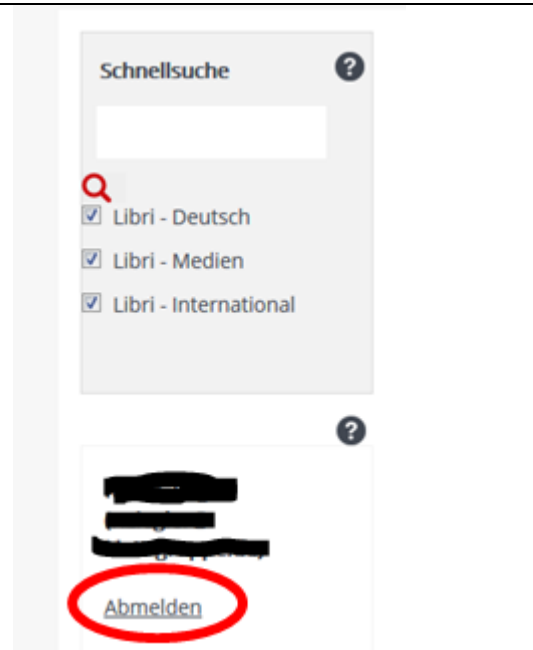 Schnellsuche ?
Libri - Deutsch
Libri - Medien
Libri - International
?
Abmelden